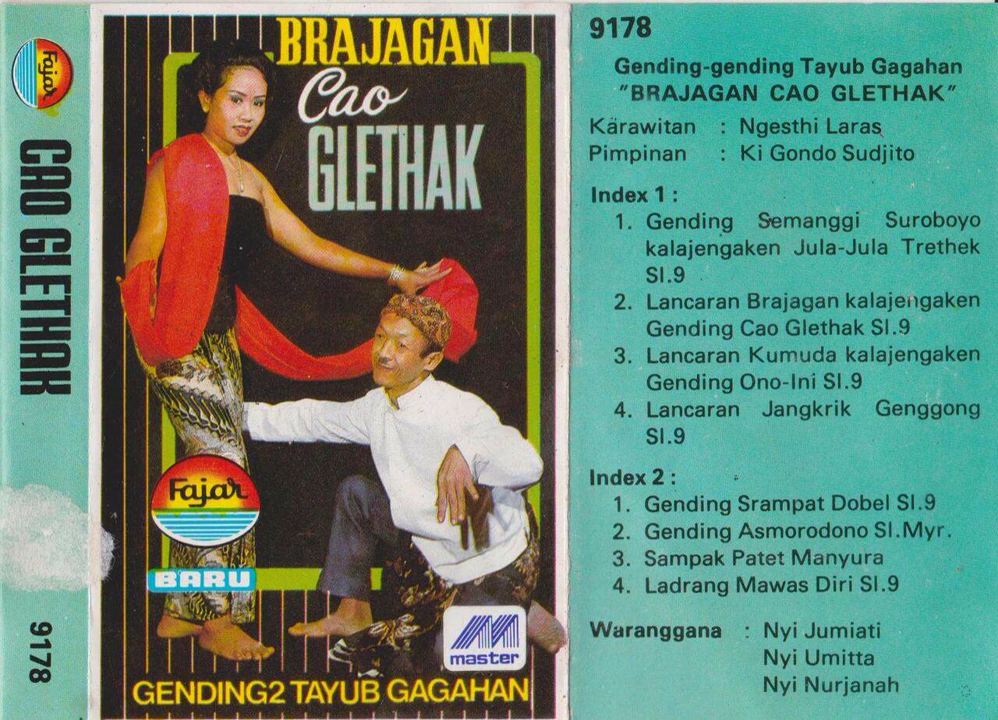 Fajar
CAO GLETHAK
9178
BRAJAGAN
Cao
GLETHAK
Fajar
BARU
master
GENDING2 TAYUB GAGAHAN
9178
Gending-gending Tayub Gagahan
"BRAJAGAN CAO GLETHAK"
Karawitan : Ngesthi Laras
Pimpinan : Ki Gondo Sudjito
Index 1 :
1. Gending Semanggi Suroboyo
kalajengaken Jula-Jula Trethek
Sl.9
2. Lancaran Brajagan kalajengaken
Gending Cao Glethak Sl.9
3. Lancaran Kumuda kalajengaken
Gending Ono-Ini Sl.9
4. Lancaran Jangkrik Genggong
Sl.9
Index 2 :
1. Gending Srampat Dobel Sl.9
2. Gending Asmorodono Sl.Myr.
3. Sampak Patet Manyura
4. Ladrang Mawas Diri Sl.9
Waranggana : Nyi Jumiati
Nyi Umitta
Nyi Nurjanah